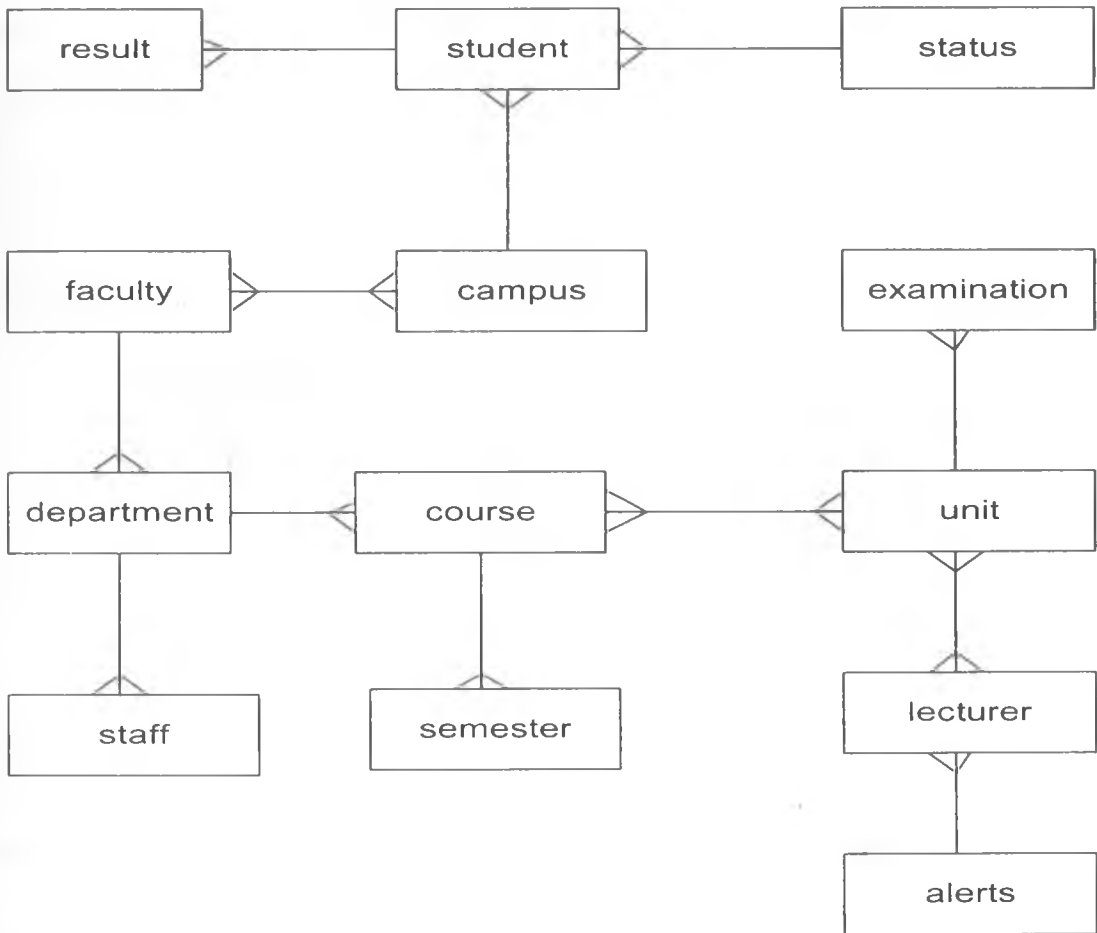 result
student
status
faculty
campus
examination
department
course
unit
staff
semester
lecturer
alerts